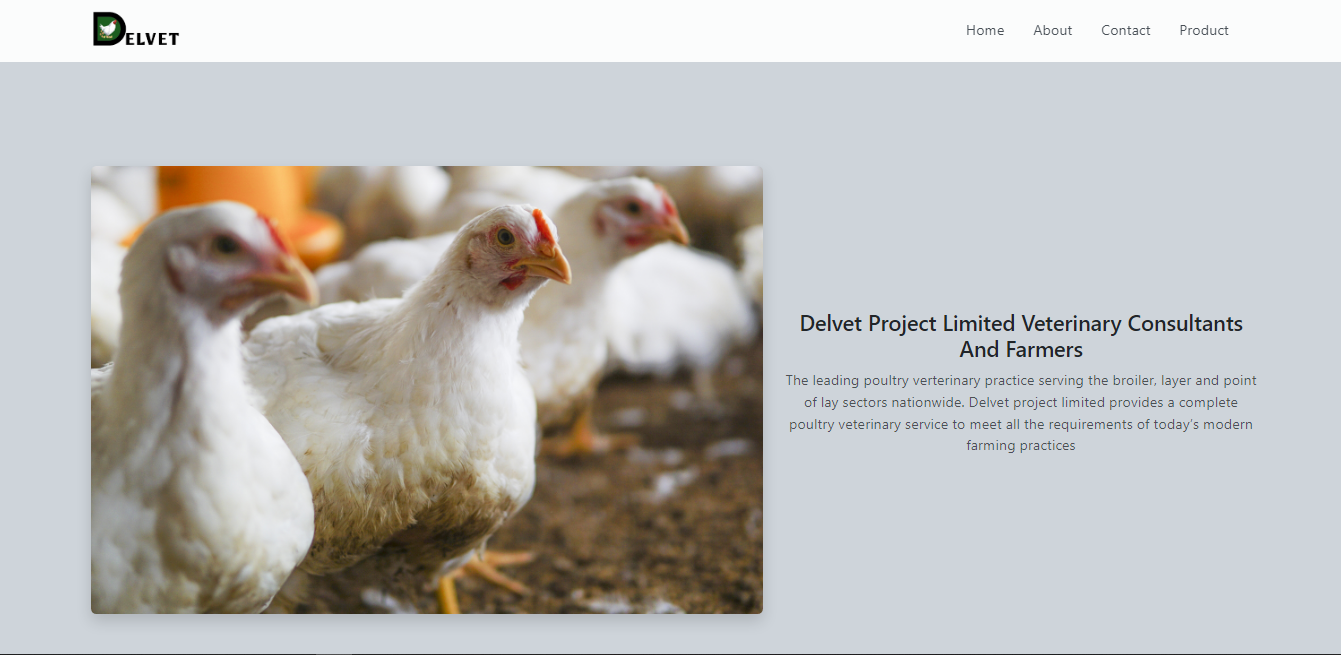 DELVET
Home About Contact Product
Delvet Project Limited Veterinary Consultants
And Farmers
The leading poultry verterinary practice serving the broiler, layer and point
of lay sectors nationwide. Delvet project limited provides a complete
poultry veterinary service to meet all the requirements of today's modern
farming practices